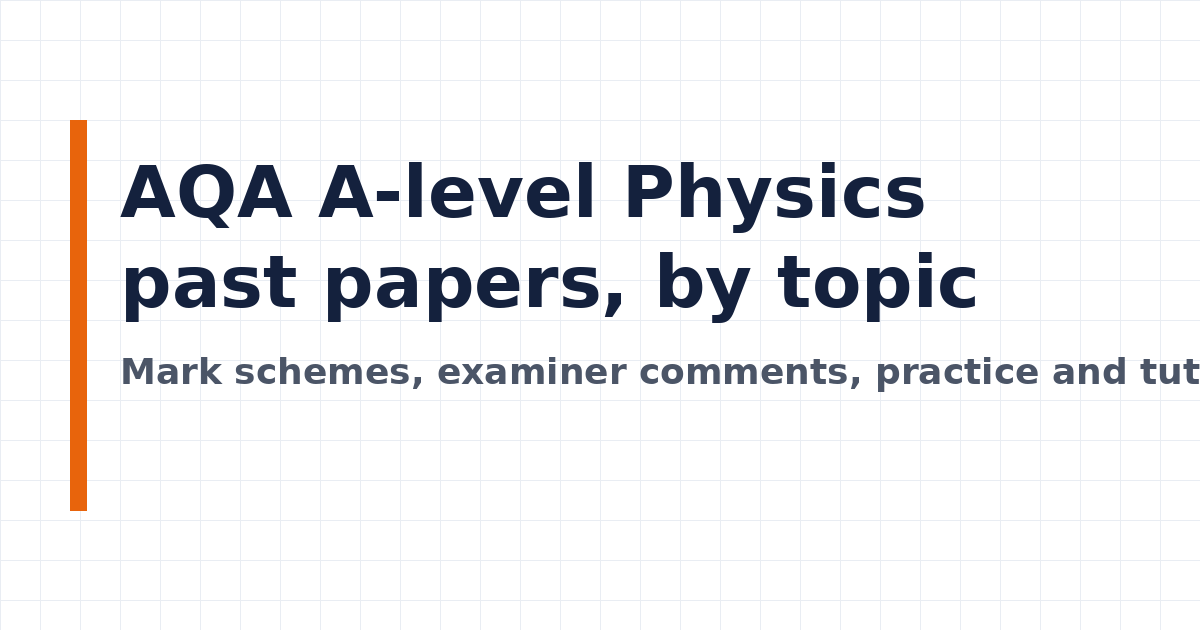 AQA A-level Physics
past papers, by topic
Mark schemes, examiner comments, practice and tut